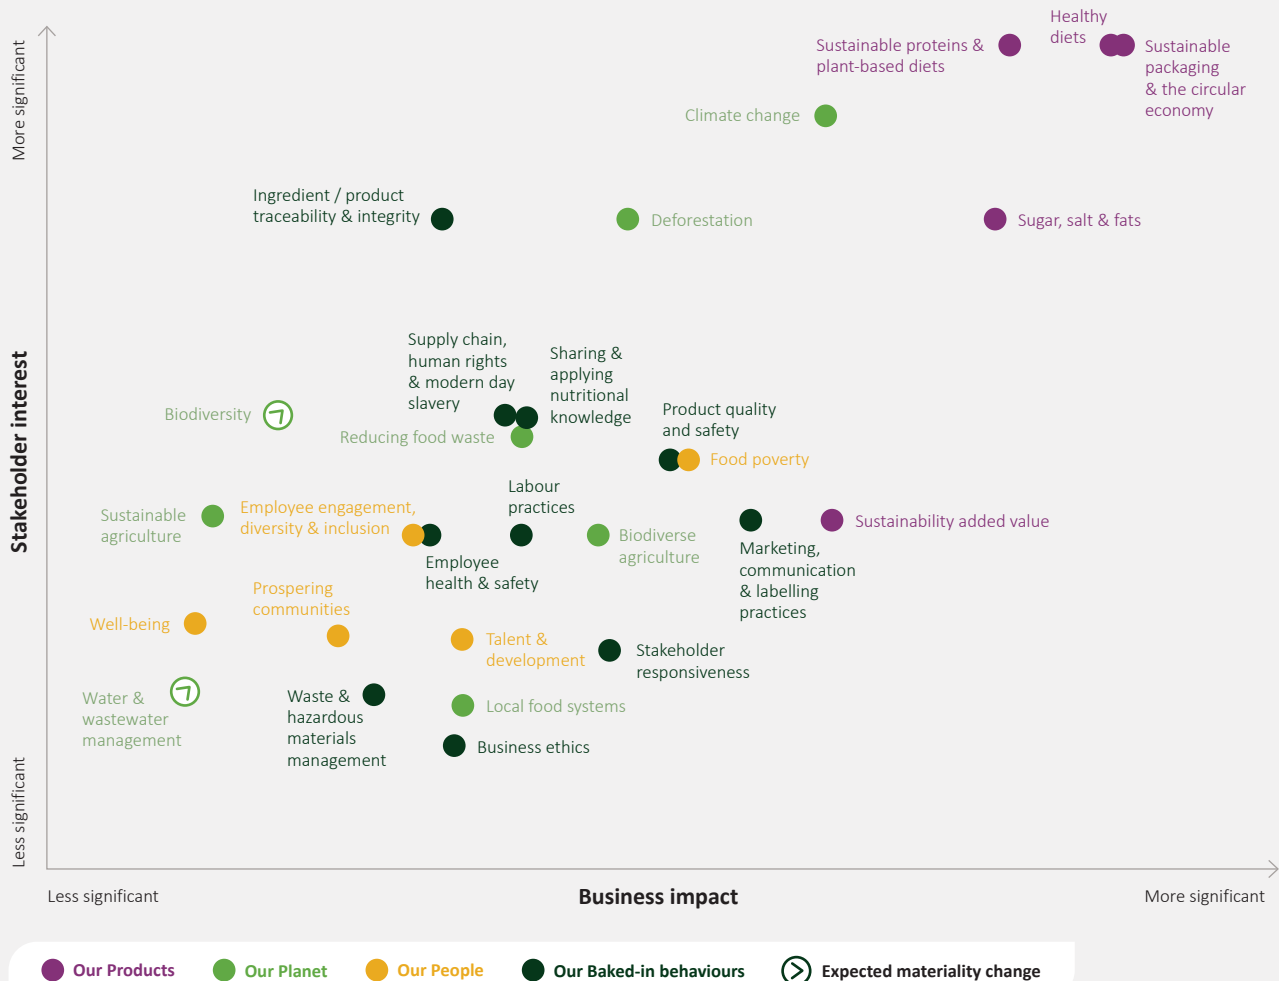 More significant
Stakeholder interest
Less significant
Healthy
diets
Sustainable proteins &
plant-based diets
Sustainable
packaging
& the circular
economy
Climate change
Ingredient / product
traceability & integrity
Deforestation
Sugar, salt & fats
Supply chain,
human rights
& modern day
slavery
Sharing &
applying
nutritional
knowledge
Biodiversity
Reducing food waste
Product quality
and safety
Food poverty
Labour
practices
Sustainable
agriculture
Employee engagement,
diversity & inclusion
Employee
health & safety
Biodiverse
agriculture
Marketing,
communication
& labelling
practices
Sustainability added value
Prospering
communities
Well-being
Talent &
development
Stakeholder
responsiveness
Water &
wastewater
management
Waste &
hazardous
materials
management
Local food systems
Business ethics
Less significant
Business impact
More significant
Our Products
Our Planet
Our People
Our Baked-in behaviours
Expected materiality change